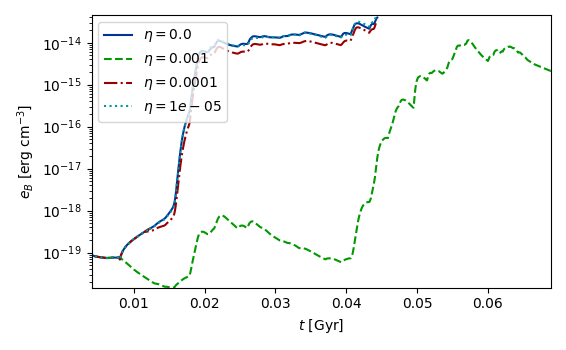 η = 0.0
η = 0.001
η = 0.0001
η = 1e − 05
10⁻¹⁴
10⁻¹⁵
10⁻¹⁶
10⁻¹⁷
10⁻¹⁸
10⁻¹⁹
e_B [erg cm⁻³]
0.01 0.02 0.03 0.04 0.05 0.06
t [Gyr]